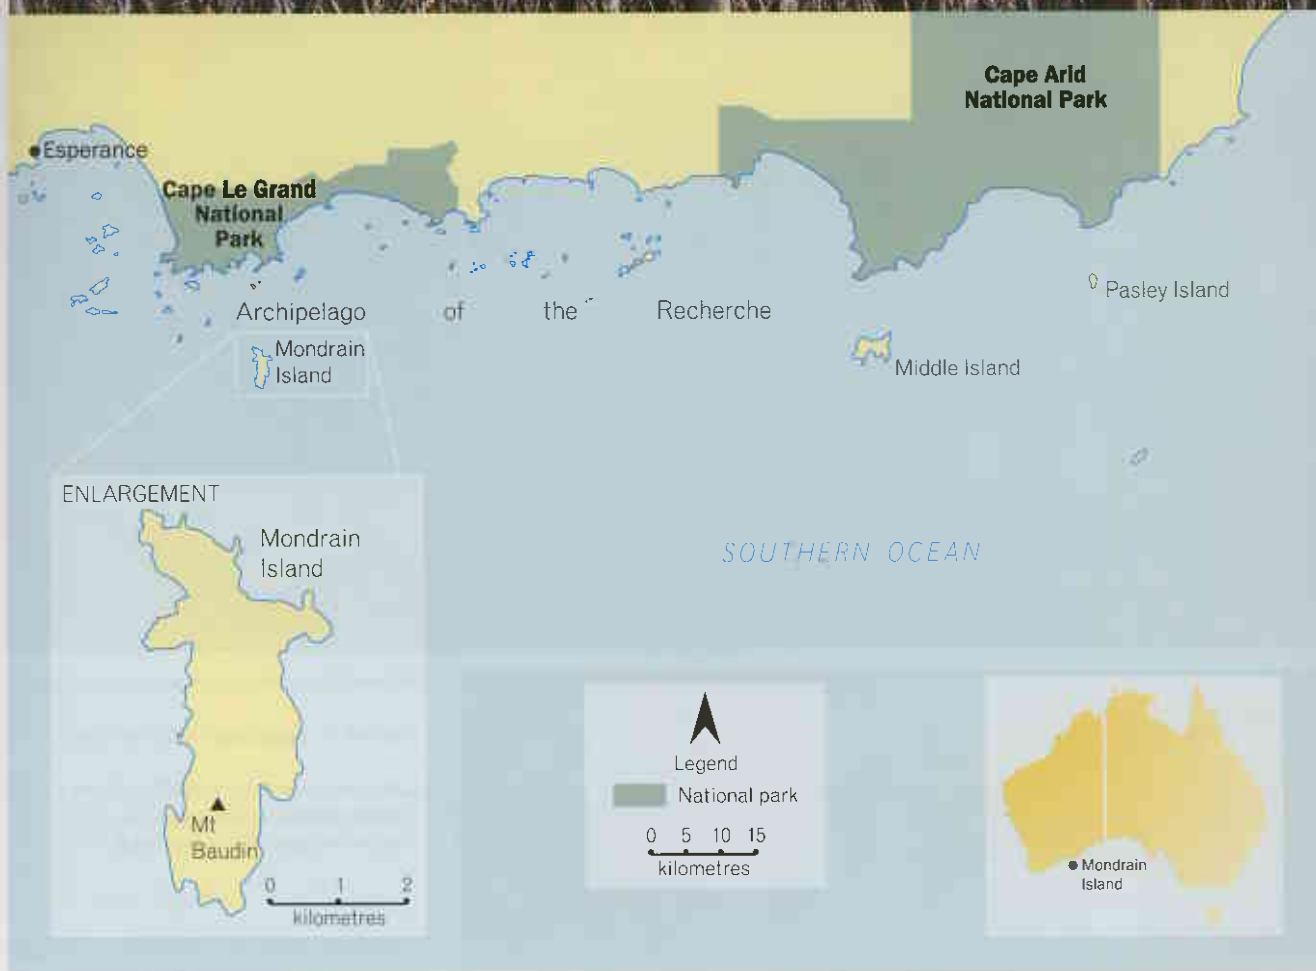 Cape Arid
National Park
Esperance
Cape Le Grand
National
Park
Pasley Island
Archipelago of the Recherche
Mondrain
Island
Middle Island
ENLARGEMENT
Mondrain
Island
SOUTHERN OCEAN
Mt
Baudin
0 1 2
kilometres
Legend
National park
0 5 10 15
kilometres
Mondrain
Island